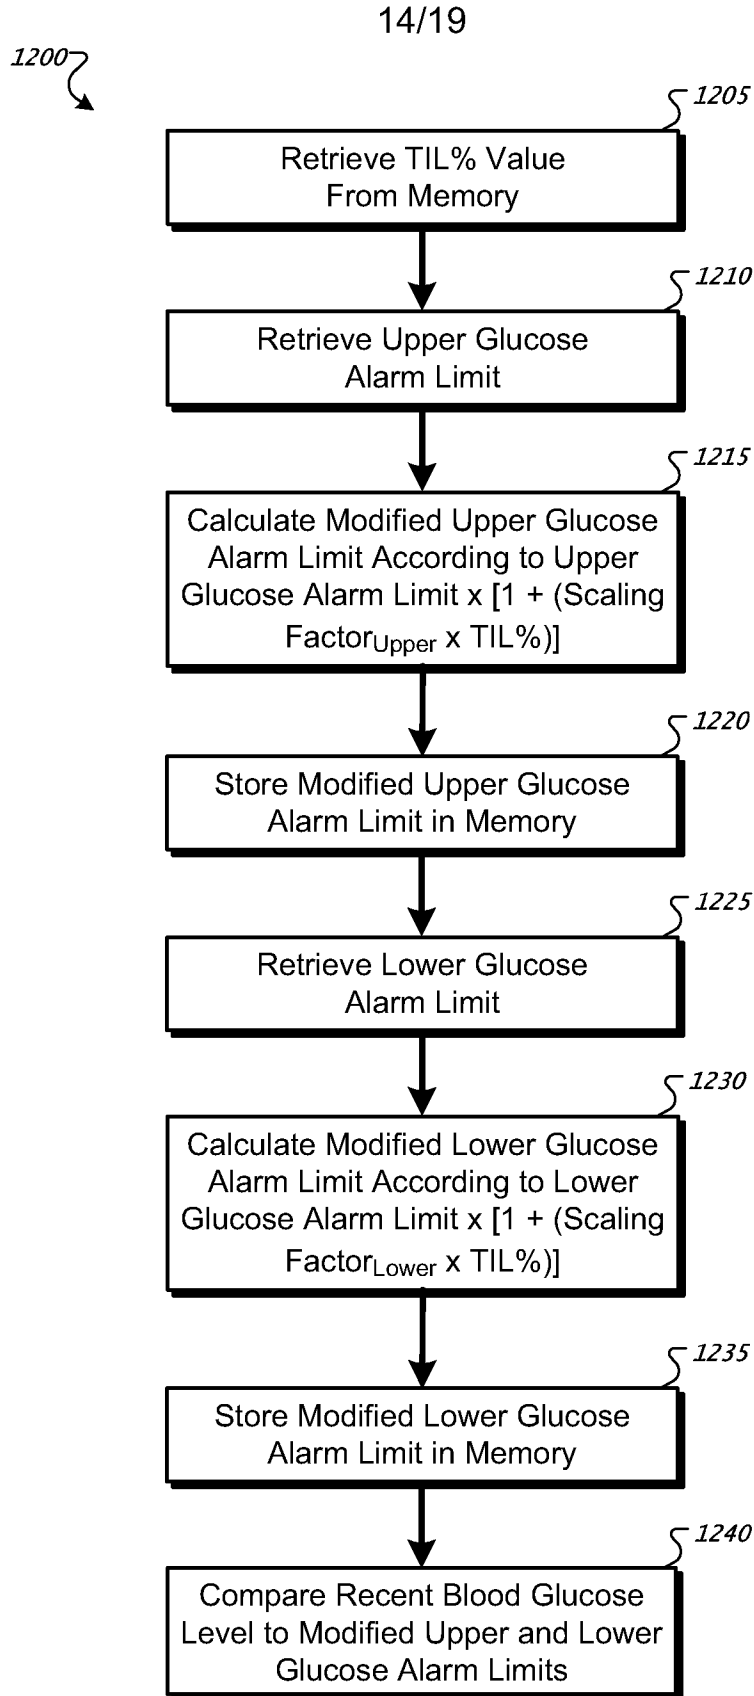 14/19
1200
1205
Retrieve TIL% Value
From Memory
1210
Retrieve Upper Glucose
Alarm Limit
1215
Calculate Modified Upper Glucose
Alarm Limit According to Upper
Glucose Alarm Limit x [1 + (Scaling
Factor Upper x TIL%)]
1220
Store Modified Upper Glucose
Alarm Limit in Memory
1225
Retrieve Lower Glucose
Alarm Limit
1230
Calculate Modified Lower Glucose
Alarm Limit According to Lower
Glucose Alarm Limit x [1 + (Scaling
Factor Lower x TIL%)]
1235
Store Modified Lower Glucose
Alarm Limit in Memory
1240
Compare Recent Blood Glucose
Level to Modified Upper and Lower
Glucose Alarm Limits